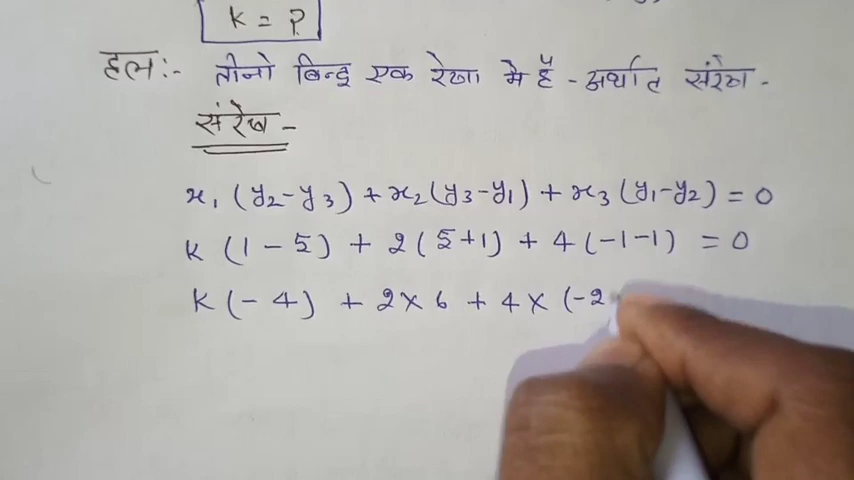 K = ?
हल:- तीनो बिन्दु एक रेखा मे है - अर्थात संरेख -
संरेख -
x₁ (y₂-y₃) + x₂(y₃-y₁) + x₃(y₁-y₂) = 0
K (1 - 5) + 2 ( 5+1) + 4 (-1-1) = 0
K (- 4) + 2 × 6 + 4 × (-2